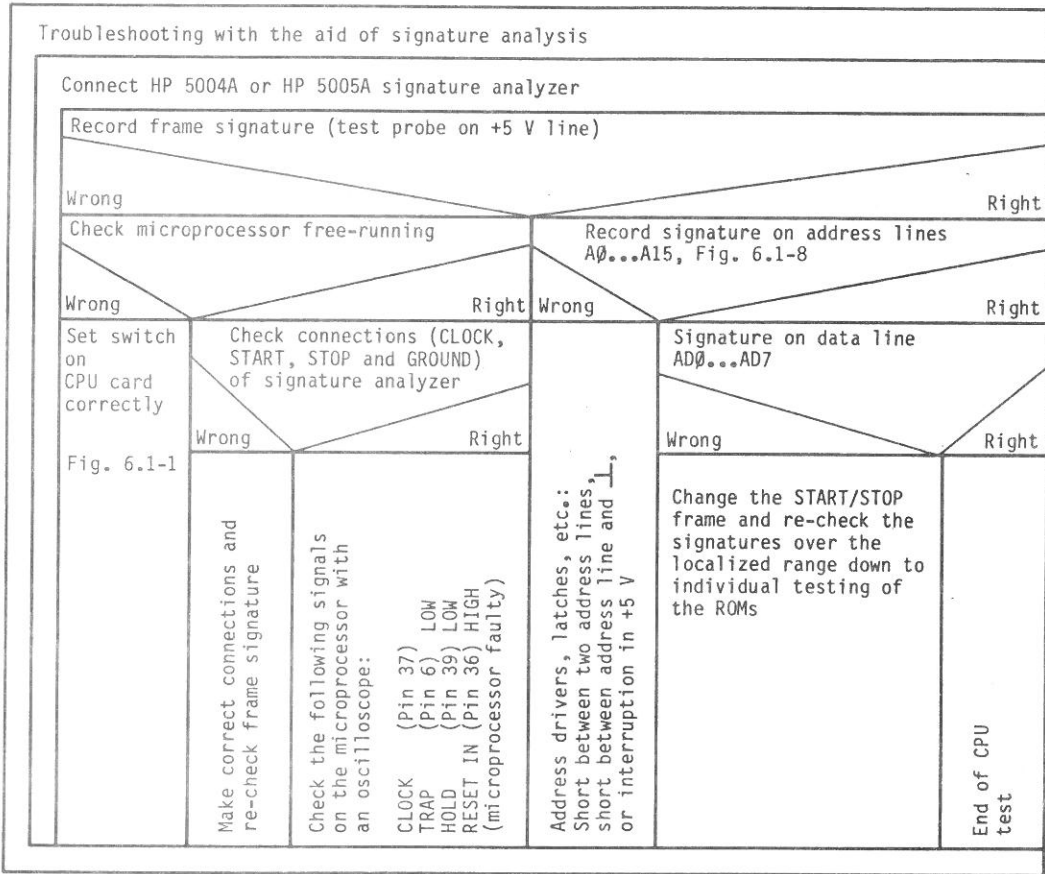 Troubleshooting with the aid of signature analysis
Connect HP 5004A or HP 5005A signature analyzer
Record frame signature (test probe on +5 V line)
Wrong
Right
Check microprocessor free-running
Record signature on address lines
AØ...A15, Fig. 6.1-8
Wrong
Right
Wrong
Right
Set switch
on
CPU card
correctly
Fig. 6.1-1
Check connections (CLOCK,
START, STOP and GROUND)
of signature analyzer
Wrong
Right
Signature on data line
ADØ...AD7
Wrong
Right
Make correct connections and
re-check frame signature
Check the following signals
on the microprocessor with
an oscilloscope:
CLOCK (Pin 37)
TRAP (Pin 6) LOW
HOLD (Pin 39) LOW
RESET IN (Pin 36) HIGH
(microprocessor faulty)
Address drivers, latches, etc.:
Short between two address lines,
short between address line and ⊥,
or interruption in +5 V
Change the START/STOP
frame and re-check the
signatures over the
localized range down to
individual testing of
the ROMs
End of CPU
test